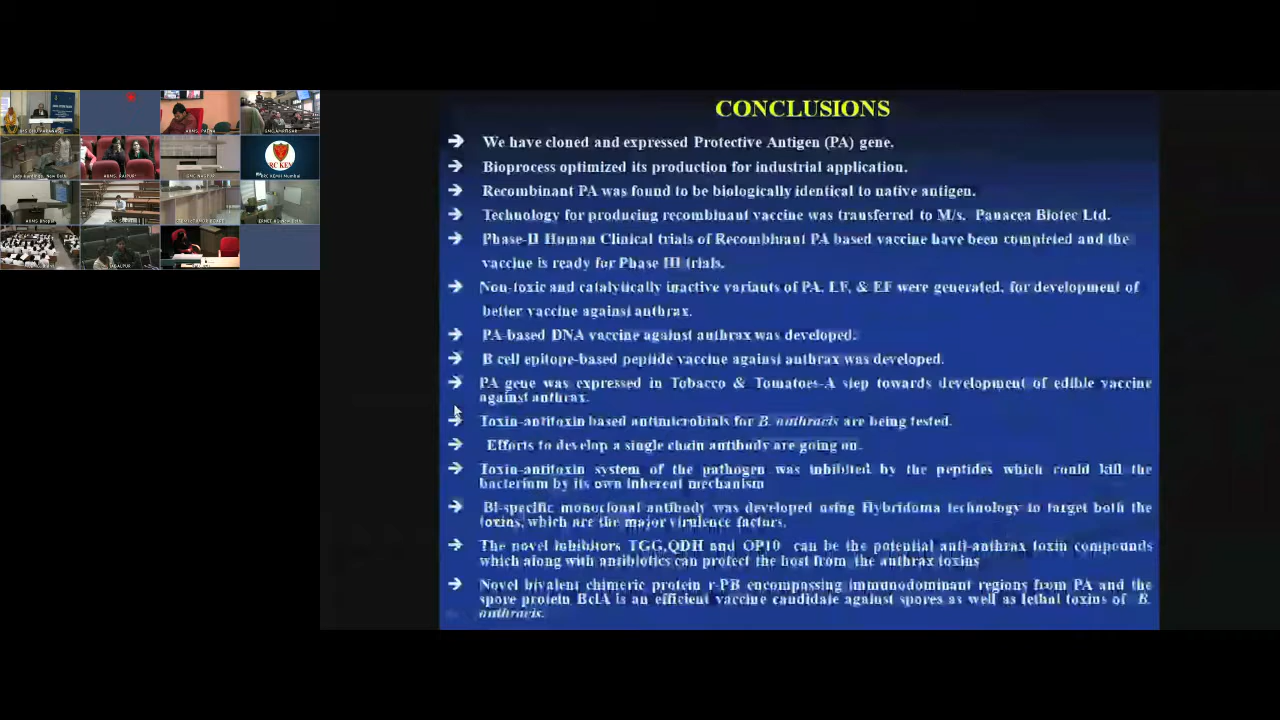 CONCLUSIONS
We have cloned and expressed Protective Antigen (PA) gene.
Bioprocess optimized its production for industrial application.
Recombinant PA was found to be biologically identical to native antigen.
Technology for producing recombinant vaccine was transferred to M/s. Panacea Biotec Ltd.
Phase-II Human Clinical trials of Recombinant PA based vaccine have been completed and the
vaccine is ready for Phase III trials.
Non-toxic and catalytically inactive variants of PA, LF, & EF were generated, for development of
better vaccine against anthrax.
PA-based DNA vaccine against anthrax was developed.
B cell epitope-based peptide vaccine against anthrax was developed.
PA gene was expressed in Tobacco & Tomatoes-A step towards development of edible vaccine
against anthrax.
Toxin-antitoxin based antimicrobials for B. anthracis are being tested.
Efforts to develop a single chain antibody are going on.
Toxin-antitoxin system of the pathogen was inhibited by the peptides which could kill the
bacterium by its own inherent mechanism
Bi-specific monoclonal antibody was developed using Hybridoma technology to target both the
toxins, which are the major virulence factors.
The novel inhibitors TGG,QDH and OP10 can be the potential anti-anthrax toxin compounds
which along with antibiotics can protect the host from the anthrax toxins
Novel bivalent chimeric protein r-PB encompassing immunodominant regions from PA and the
spore protein BclA is an efficient vaccine candidate against spores as well as lethal toxins of B.
anthracis.
AIIMS, PATNA
GMC, AMRITSAR
AIIMS, RAIPUR
GMC NAGPUR
AIIMS Bhopal